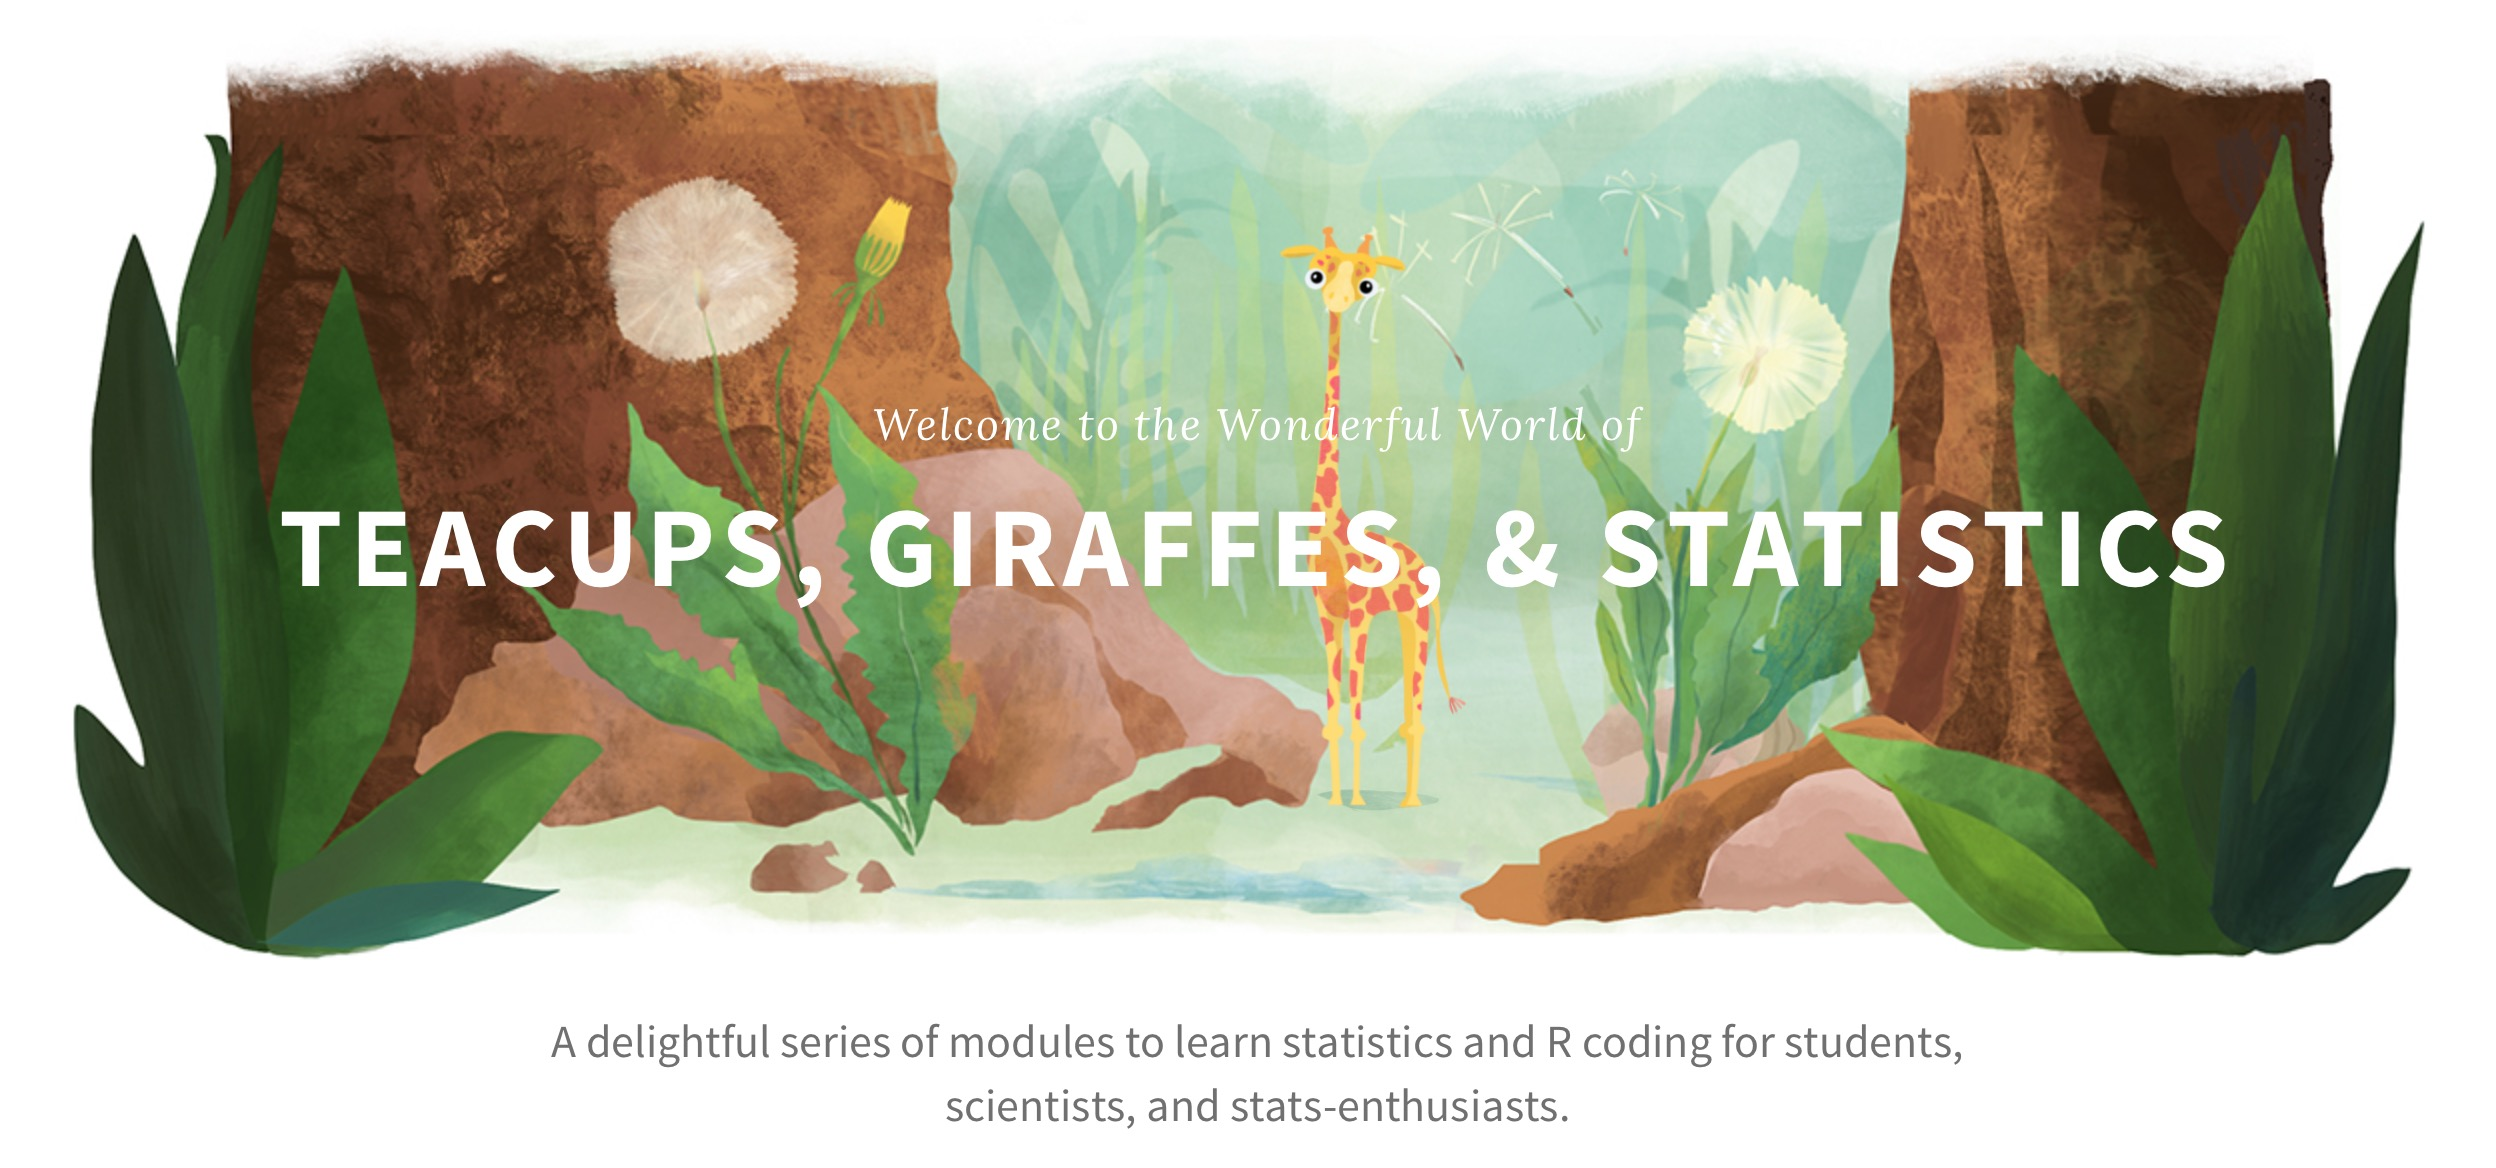 Welcome to the Wonderful World of
TEACUPS, GIRAFFES, & STATISTICS
A delightful series of modules to learn statistics and R coding for students,
scientists, and stats-enthusiasts.